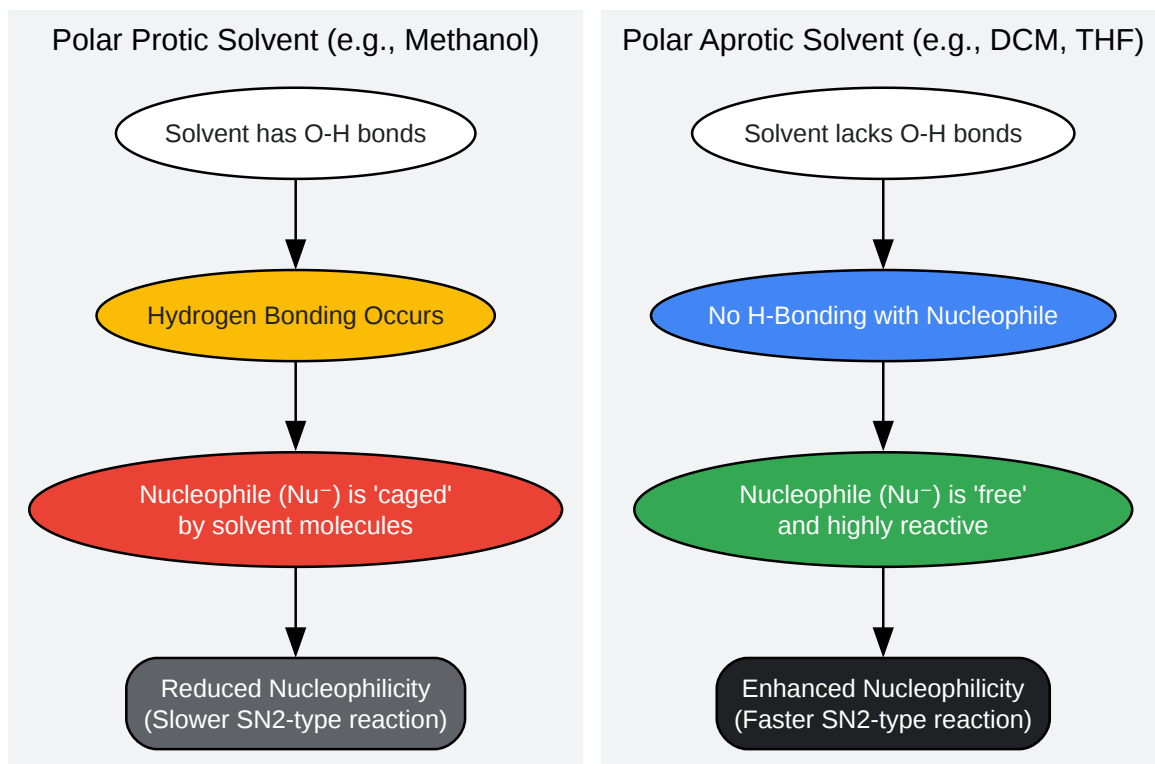 Polar Protic Solvent (e.g., Methanol)
Solvent has O-H bonds
Hydrogen Bonding Occurs
Nucleophile (Nu⁻) is 'caged'
by solvent molecules
Reduced Nucleophilicity
(Slower SN2-type reaction)
Polar Aprotic Solvent (e.g., DCM, THF)
Solvent lacks O-H bonds
No H-Bonding with Nucleophile
Nucleophile (Nu⁻) is 'free'
and highly reactive
Enhanced Nucleophilicity
(Faster SN2-type reaction)